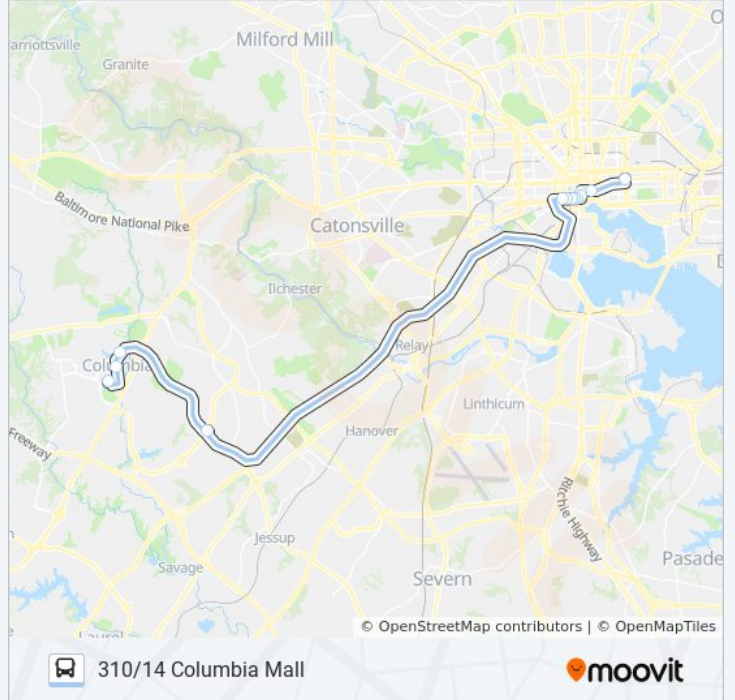 O
Milford Mill
arriottsville
Granite
Baltimore National Pike
Catonsville
Ilchester
Columbia
Relay
Linthicum
Freeway
Hanover
Ritchie Highway
Jessup
Pasade
Savage
Severn
Laurel
© OpenStreetMap contributors | © OpenMapTiles
310/14 Columbia Mall
moovit